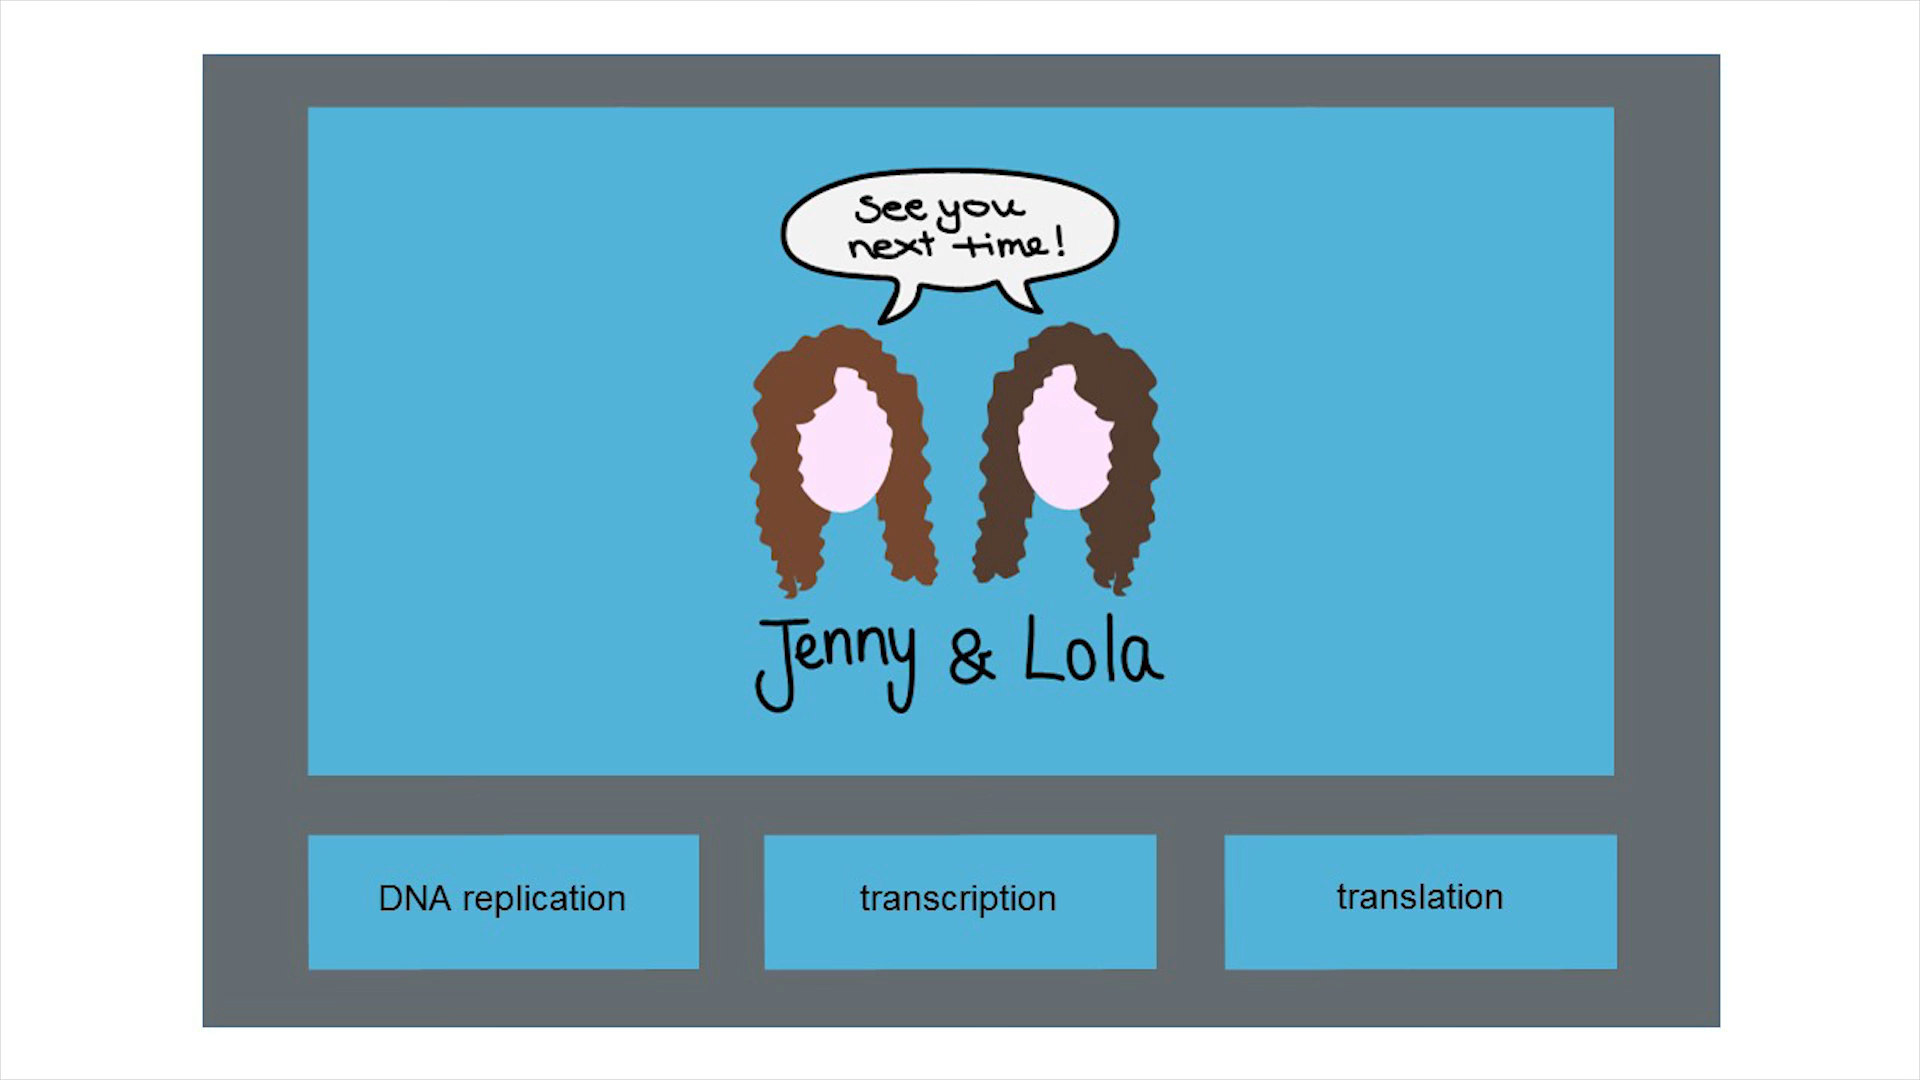 See you
next time!
Jenny & Lola
DNA replication
transcription
translation